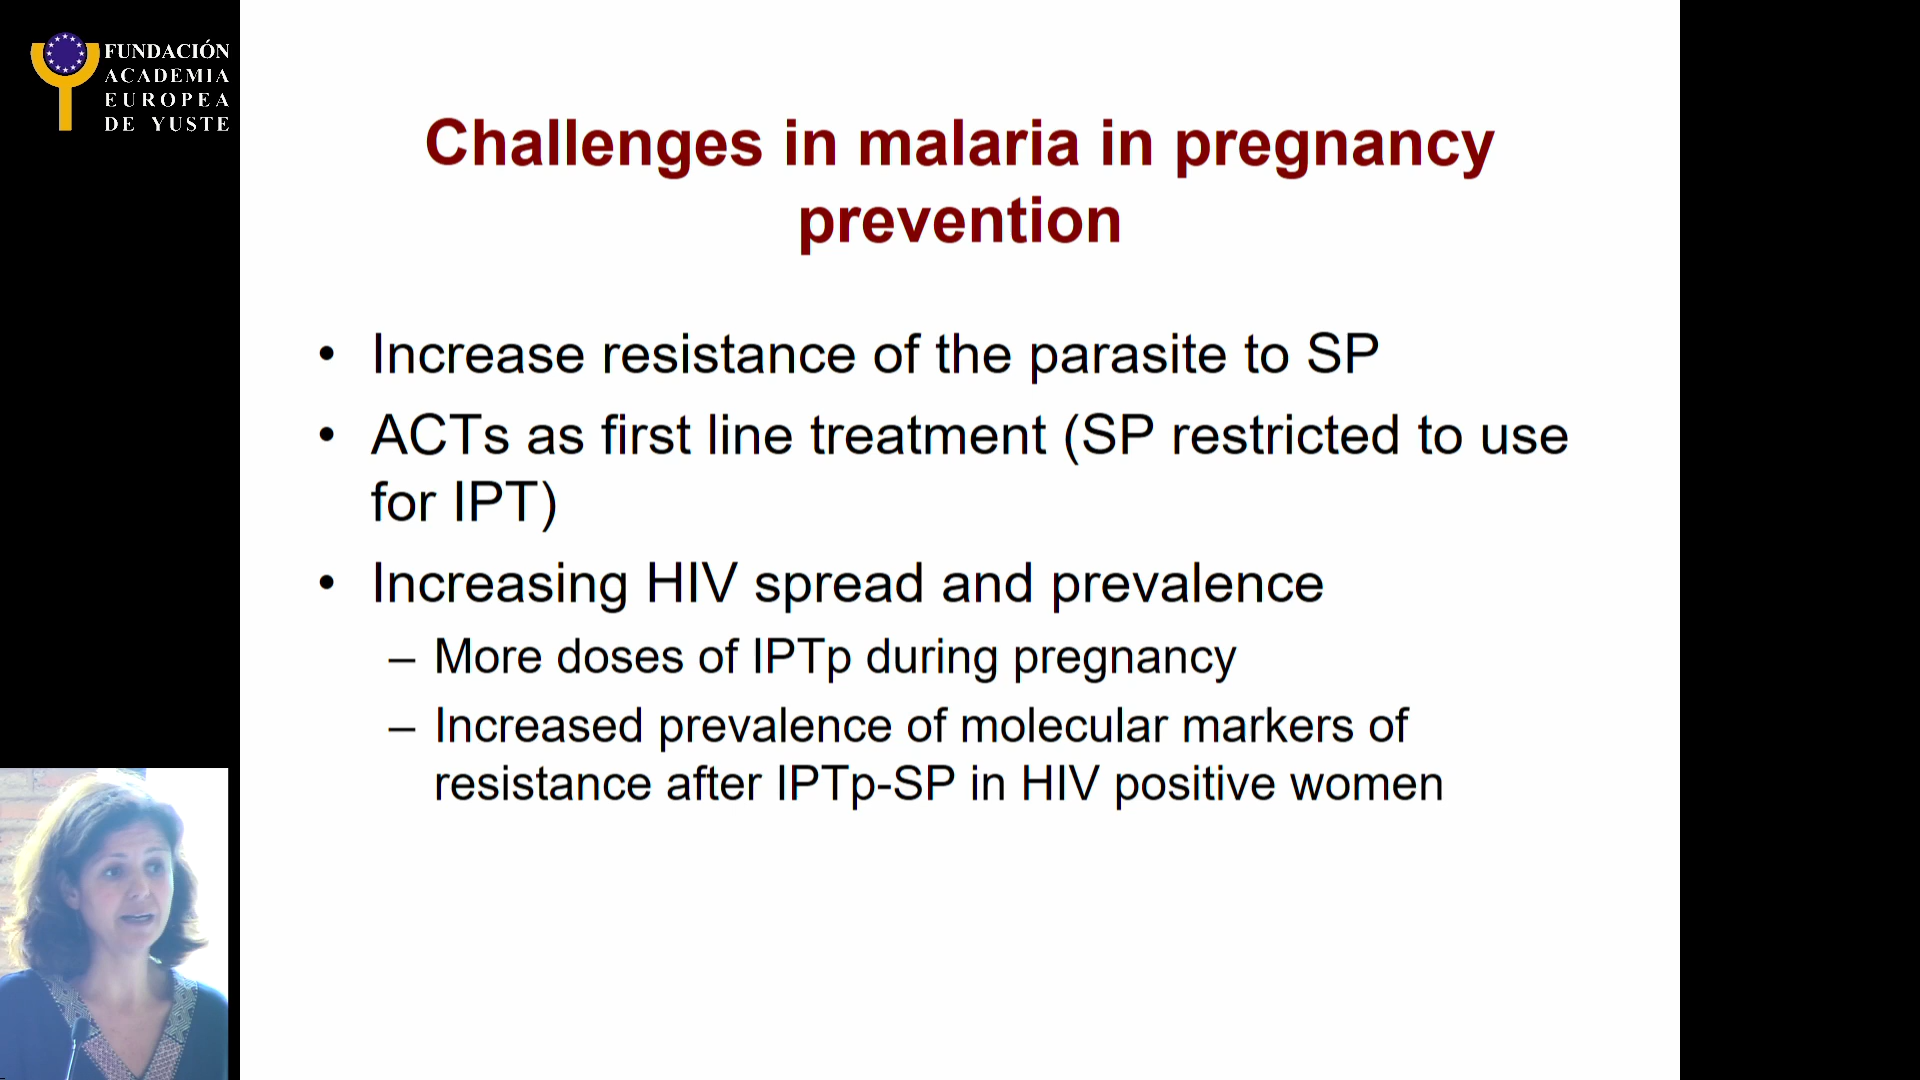 FUNDACIÓN
ACADEMIA
EUROPEA
DE YUSTE
Challenges in malaria in pregnancy
prevention
• Increase resistance of the parasite to SP
• ACTs as first line treatment (SP restricted to use
for IPT)
• Increasing HIV spread and prevalence
– More doses of IPTp during pregnancy
– Increased prevalence of molecular markers of
resistance after IPTp-SP in HIV positive women